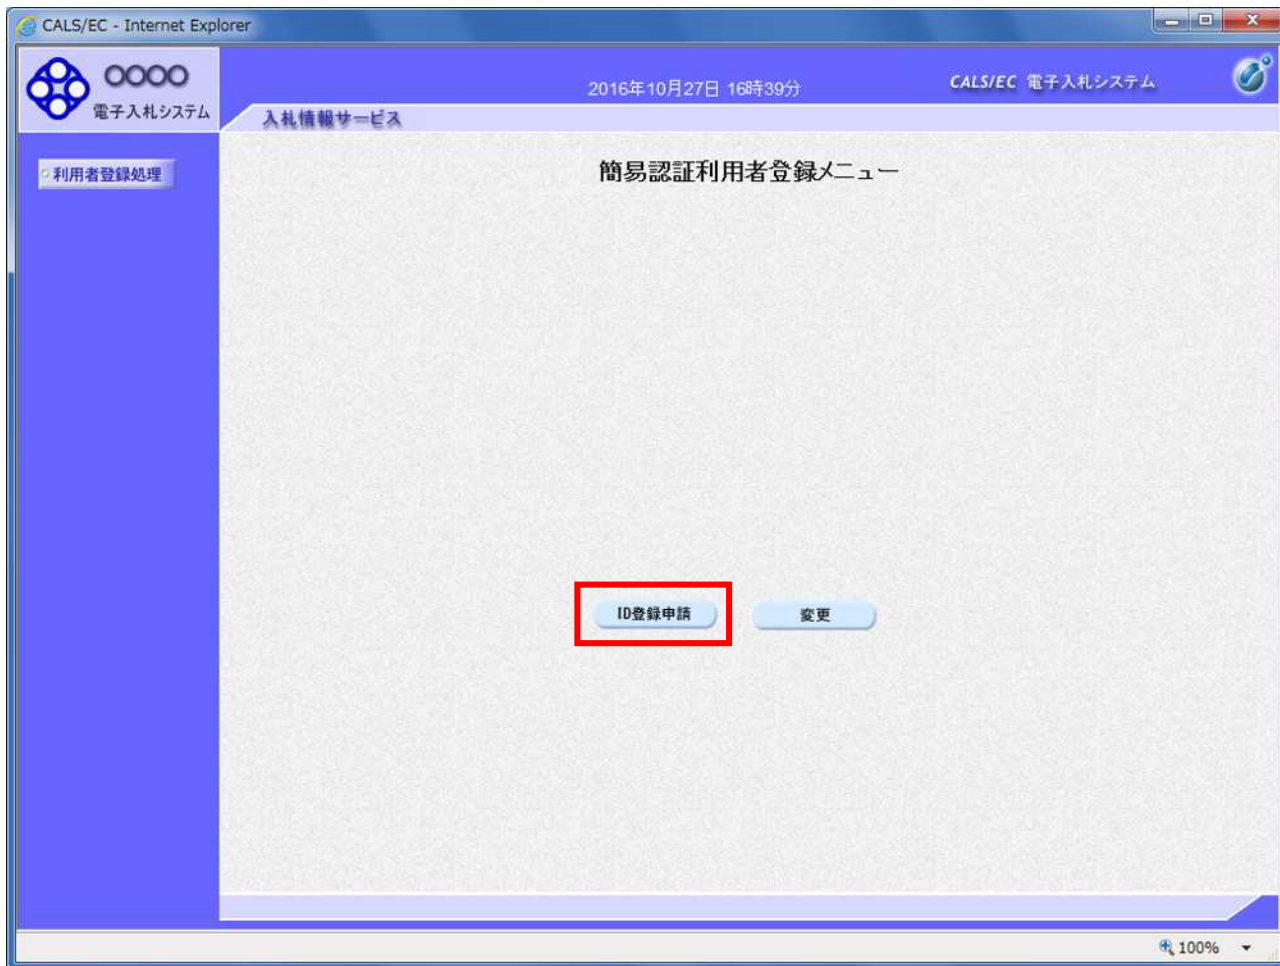 CALS/EC - Internet Explorer
○○○○
電子入札システム
2016年10月27日 16時39分
CALS/EC 電子入札システム
入札情報サービス
利用者登録処理
簡易認証利用者登録メニュー
ID登録申請
変更
100%